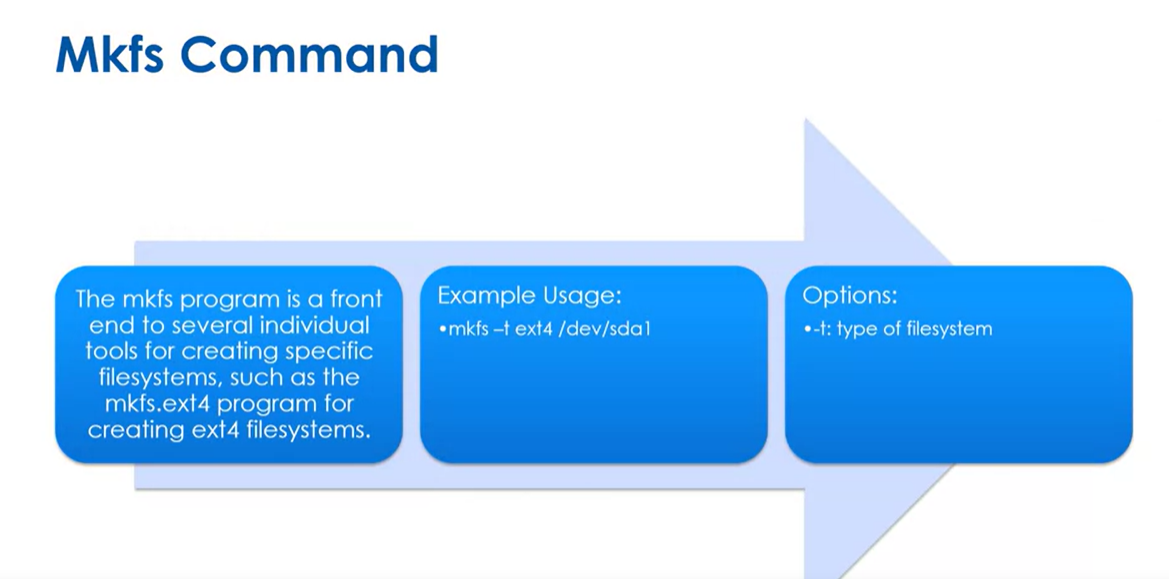 Mkfs Command
The mkfs program is a front
end to several individual
tools for creating specific
filesystems, such as the
mkfs.ext4 program for
creating ext4 filesystems.
Example Usage:
•mkfs –t ext4 /dev/sda1
Options:
•-t: type of filesystem